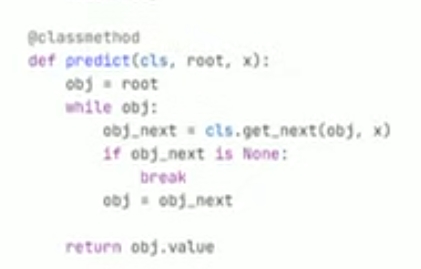 @classmethod
def predict(cls, root, x):
    obj = root
    while obj:
        obj_next = cls.get_next(obj, x)
        if obj_next is None:
            break
        obj = obj_next

    return obj.value